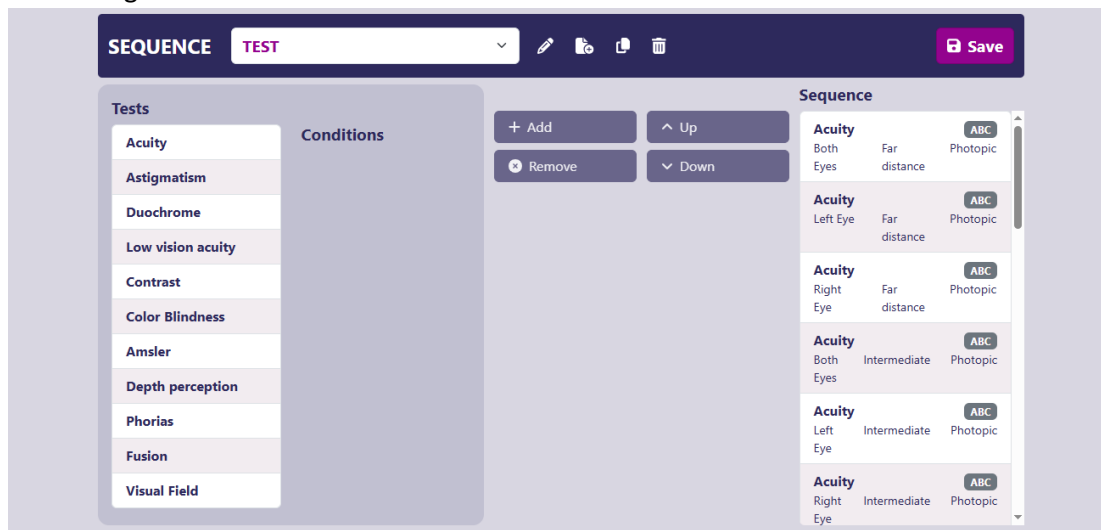 SEQUENCE TEST Save
Tests
Acuity
Astigmatism
Duochrome
Low vision acuity
Contrast
Color Blindness
Amsler
Depth perception
Phorias
Fusion
Visual Field
Conditions
+ Add Up
Remove Down
Sequence
Acuity ABC
Both Far Photopic
Eyes distance
Acuity ABC
Left Eye Far Photopic
distance
Acuity ABC
Right Far Photopic
Eye distance
Acuity ABC
Both Intermediate Photopic
Eyes
Acuity ABC
Left Intermediate Photopic
Eye
Acuity ABC
Right Intermediate Photopic
Eye